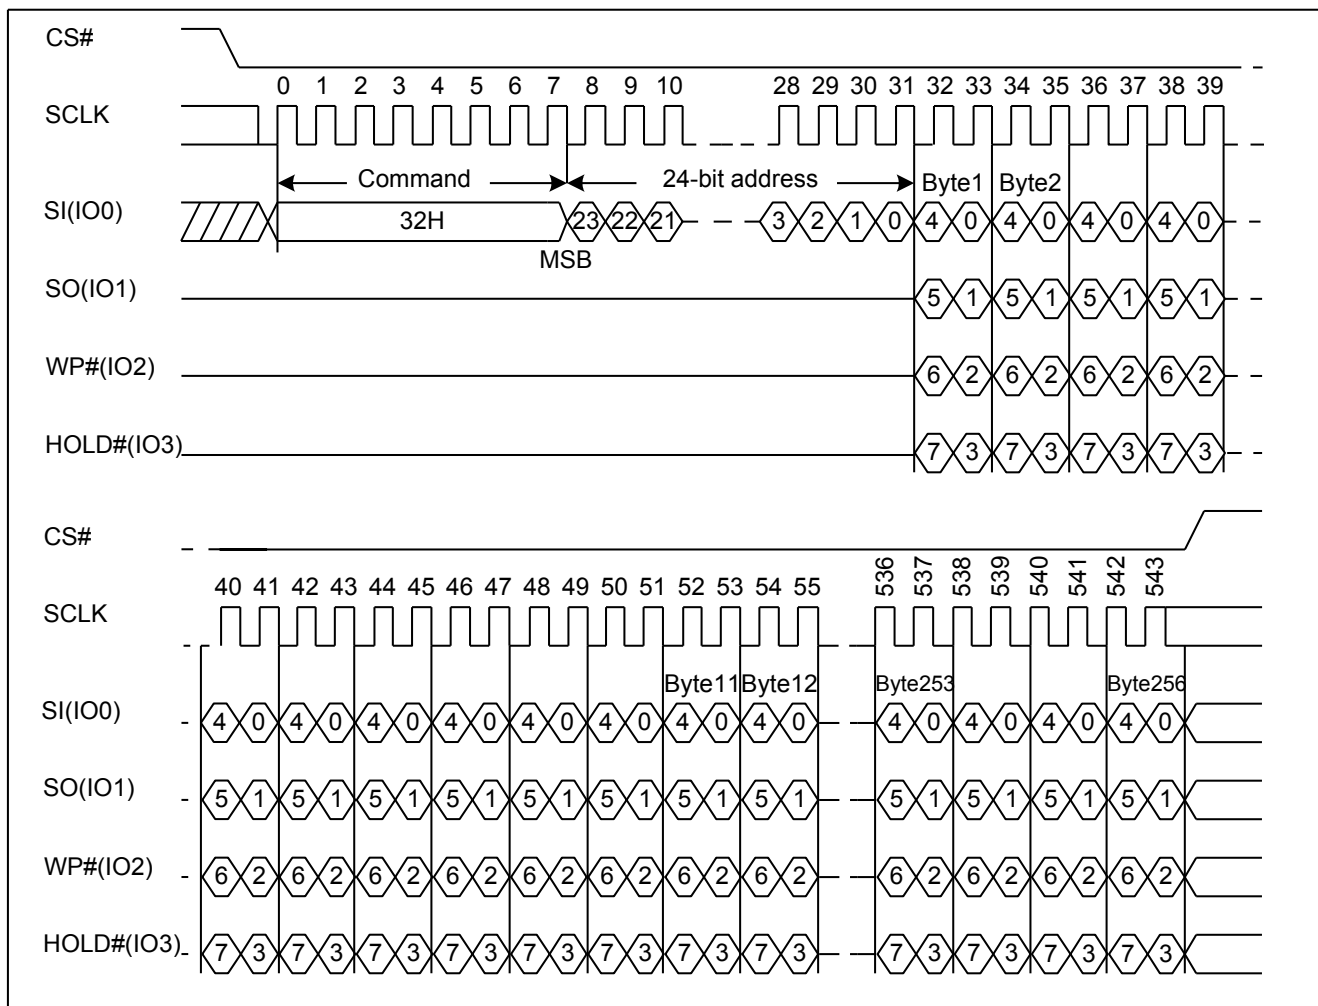 CS#
0 1 2 3 4 5 6 7 8 9 10 28 29 30 31 32 33 34 35 36 37 38 39
SCLK
Command 24-bit address Byte1 Byte2
SI(IO0) 32H 23 22 21 3 2 1 0 4 0 4 0 4 0 4 0
MSB
SO(IO1) 5 1 5 1 5 1 5 1
WP#(IO2) 6 2 6 2 6 2 6 2
HOLD#(IO3) 7 3 7 3 7 3 7 3
CS#
40 41 42 43 44 45 46 47 48 49 50 51 52 53 54 55 536 537 538 539 540 541 542 543
SCLK
Byte11 Byte12 Byte253 Byte256
SI(IO0) 4 0 4 0 4 0 4 0 4 0 4 0 4 0 4 0 4 0 4 0 4 0 4 0
SO(IO1) 5 1 5 1 5 1 5 1 5 1 5 1 5 1 5 1 5 1 5 1 5 1 5 1
WP#(IO2) 6 2 6 2 6 2 6 2 6 2 6 2 6 2 6 2 6 2 6 2 6 2 6 2
HOLD#(IO3) 7 3 7 3 7 3 7 3 7 3 7 3 7 3 7 3 7 3 7 3 7 3 7 3